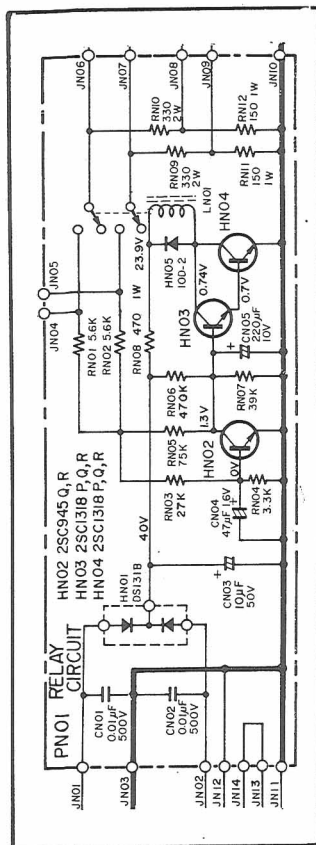 PN01 RELAY
CIRCUIT
HN02 2SC945 Q,R
HN03 2SC1318 P,Q,R
HN04 2SC1318 P,Q,R
JN01
JN03
JN02
JN12
JN14
JN13
JN11
CN01
0.01µF
500V
CN02
0.01µF
500V
HN01
DS131B
40V
CN03
10µF
50V
RN03
27K
CN04
47µF 16V
RN04
3.3K
0V
HN02
RN05
75K
1.3V
RN06
470K
RN07
39K
CN05
220µF
10V
RN08 470 1W
RN01 5.6K
RN02 5.6K
JN04
JN05
23.9V
HN03
0.74V
0.7V
HN04
HN05
10D-2
LN01
RN10
330
2W
RN09
330
2W
RN12
150 1W
RN11
150
1W
JN06
JN07
JN08
JN09
JN10